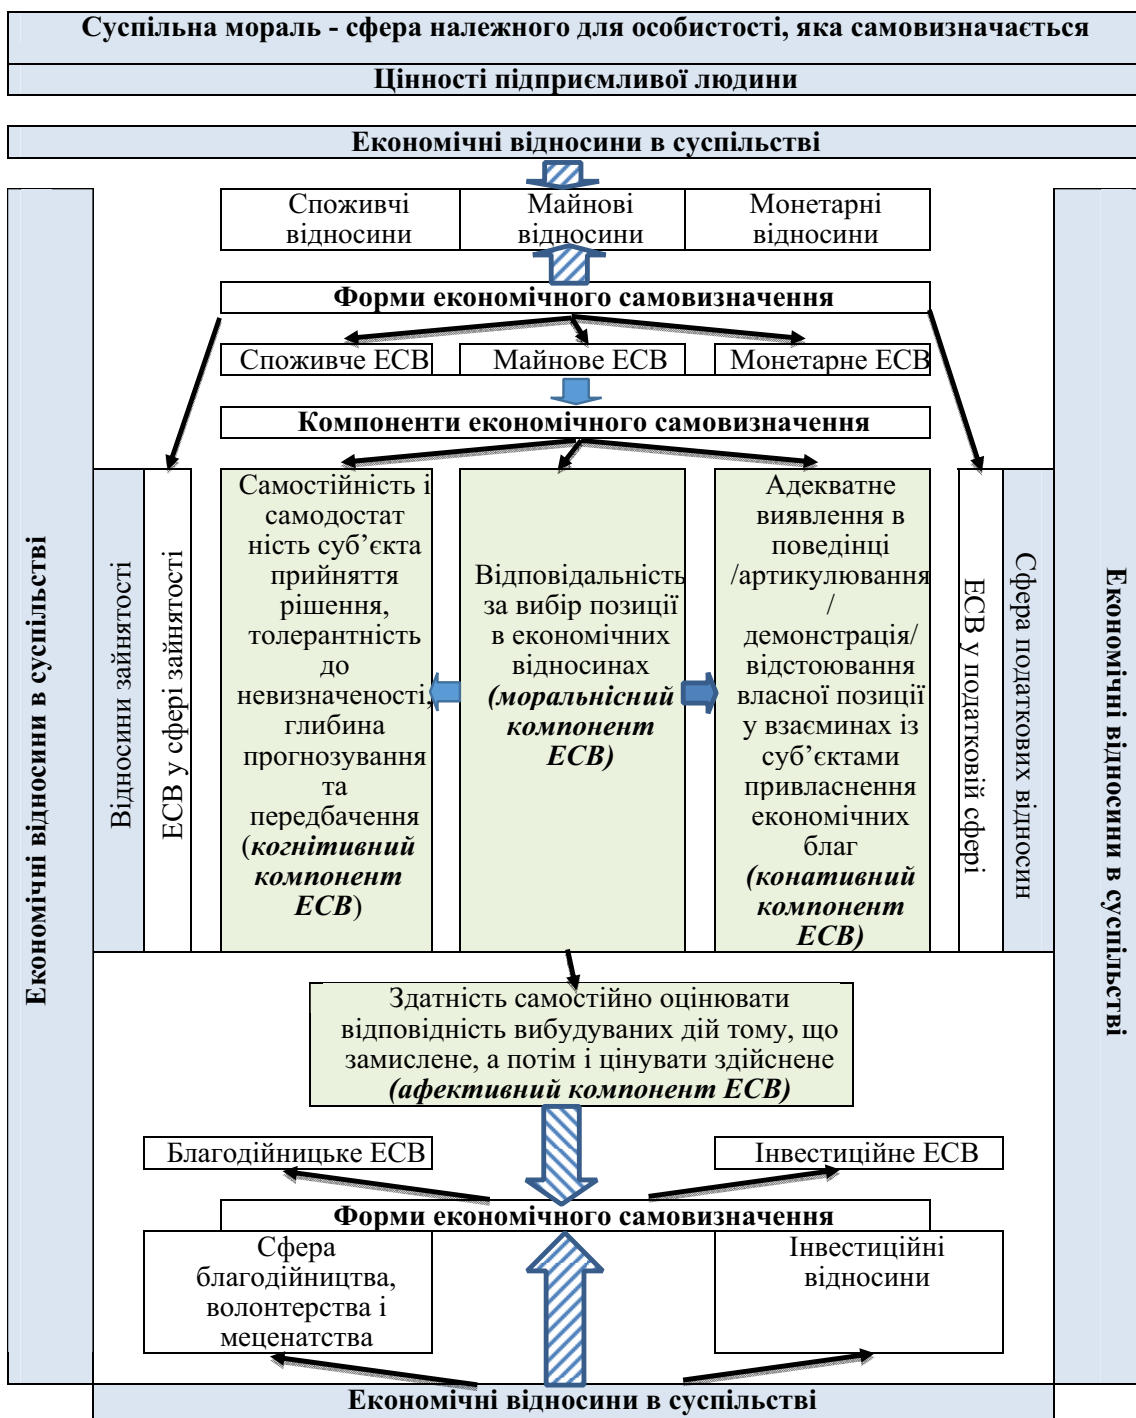 Суспільна мораль - сфера належного для особистості, яка самовизначається
Цінності підприємливої людини
Економічні відносини в суспільстві
Споживчі
відносини
Майнові
відносини
Монетарні
відносини
Форми економічного самовизначення
Споживче ЕСВ
Майнове ЕСВ
Монетарне ЕСВ
Компоненти економічного самовизначення
Економічні відносини в суспільстві
Відносини зайнятості
ЕСВ у сфері зайнятості
Самостійність і
самодостат
ність суб’єкта
прийняття
рішення,
толерантність
до
невизначеності,
глибина
прогнозування
та
передбачення
(когнітивний
компонент
ЕСВ)
Відповідальність
за вибір позиції
в економічних
відносинах
(моральнісний
компонент
ЕСВ)
Адекватне
виявлення в
поведінці
/артикулювання
/
демонстрація/
відстоювання
власної позиції
у взаєминах із
суб’єктами
привласнення
економічних
благ
(конативний
компонент
ЕСВ)
ЕСВ у податковій сфері
Сфера податкових відносин
Економічні відносини в суспільстві
Здатність самостійно оцінювати
відповідність вибудуваних дій тому, що
замислене, а потім і цінувати здійснене
(афективний компонент ЕСВ)
Благодійницьке ЕСВ
Інвестиційне ЕСВ
Форми економічного самовизначення
Сфера
благодійництва,
волонтерства і
меценатства
Інвестиційні
відносини
Економічні відносини в суспільстві